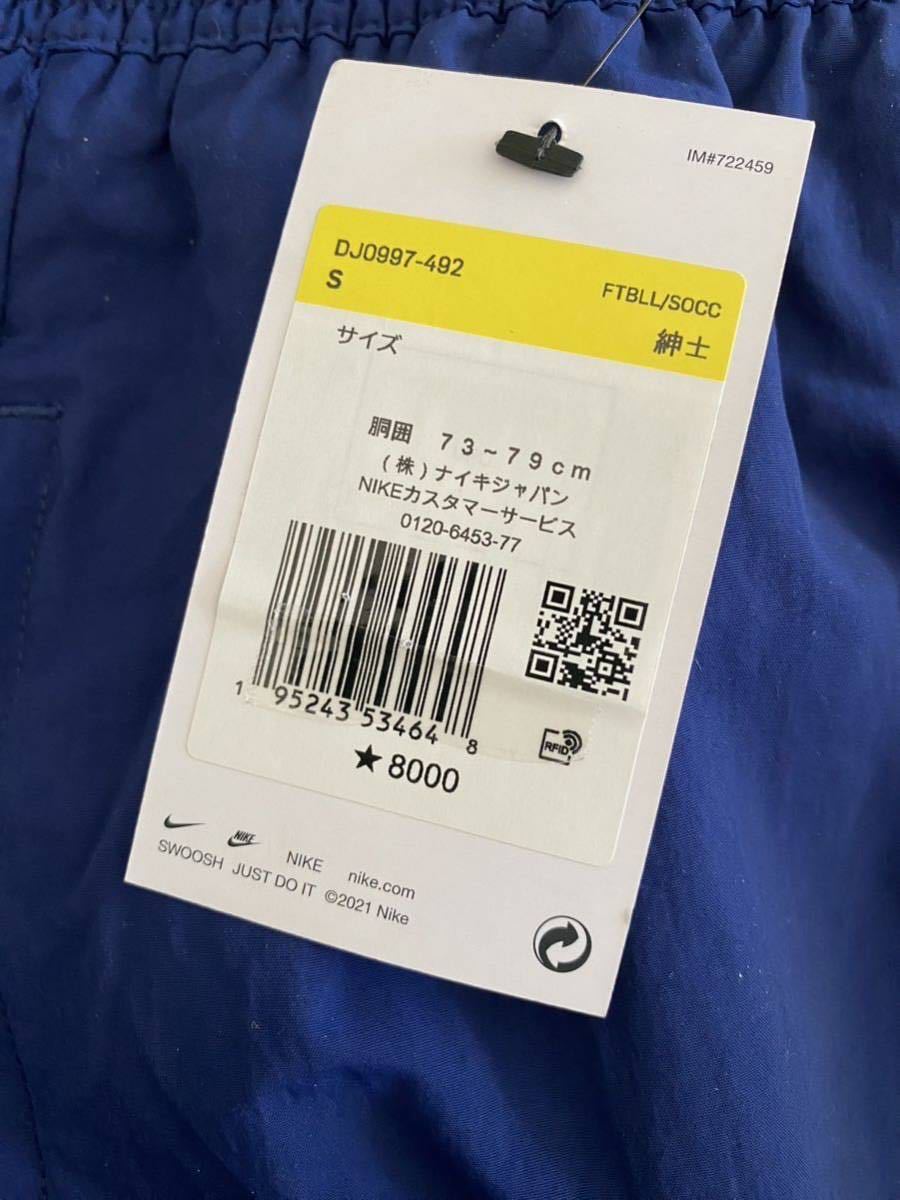 IM#722459
DJ0997-492
S
FTBLL/SOCC
サイズ
紳士
胴囲 73~79cm
(株)ナイキジャパン
NIKEカスタマーサービス
0120-6453-77
1 95243 53464 8
RFID
★8000
NIKE
NIKE nike.com
SWOOSH JUST DO IT ©2021 Nike